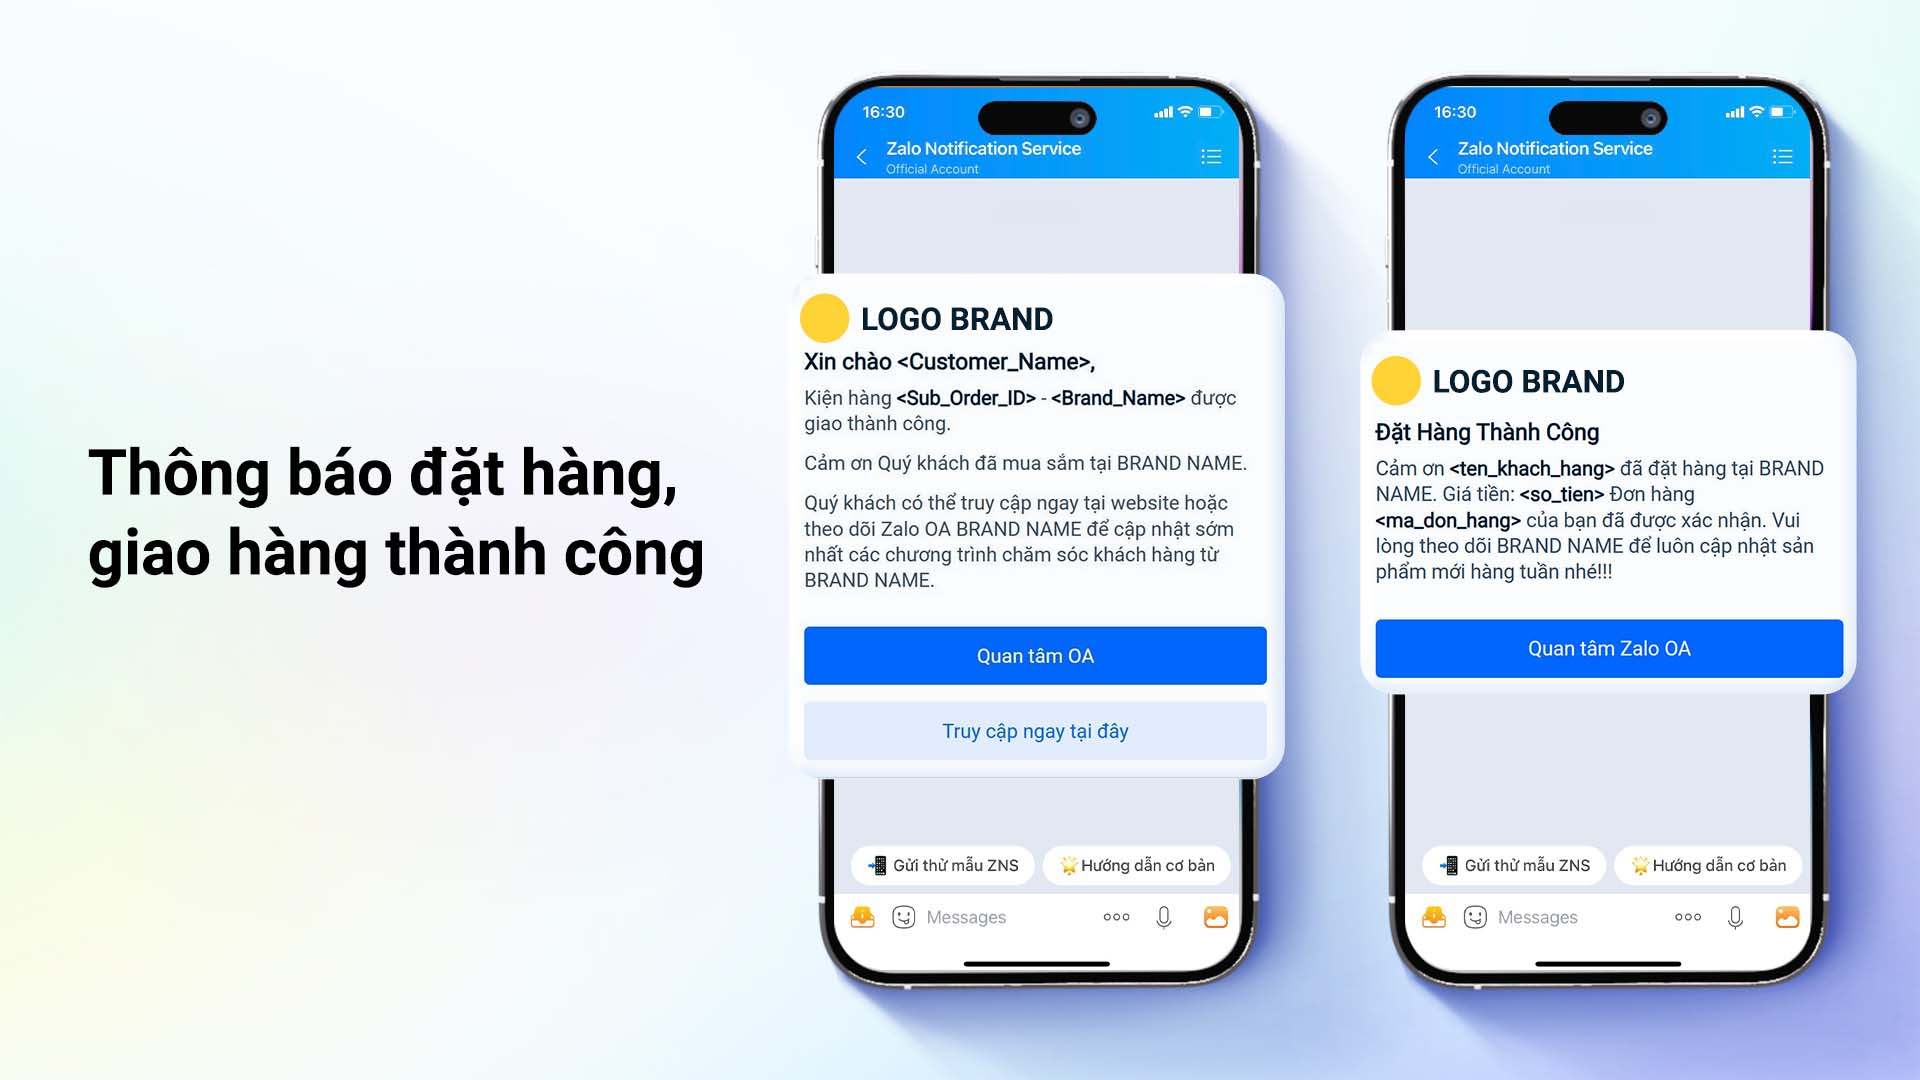 Thông báo đặt hàng,
giao hàng thành công
16:30
Zalo Notification Service
Official Account
LOGO BRAND
Xin chào <Customer_Name>,
Kiện hàng <Sub_Order_ID> - <Brand_Name> được
giao thành công.
Cảm ơn Quý khách đã mua sắm tại BRAND NAME.
Quý khách có thể truy cập ngay tại website hoặc
theo dõi Zalo OA BRAND NAME để cập nhật sớm
nhất các chương trình chăm sóc khách hàng từ
BRAND NAME.
Quan tâm OA
Truy cập ngay tại đây
Gửi thử mẫu ZNS
Hướng dẫn cơ bản
Messages
16:30
Zalo Notification Service
Official Account
LOGO BRAND
Đặt Hàng Thành Công
Cảm ơn <ten_khach_hang> đã đặt hàng tại BRAND
NAME. Giá tiền: <so_tien> Đơn hàng
<ma_don_hang> của bạn đã được xác nhận. Vui
lòng theo dõi BRAND NAME để luôn cập nhật sản
phẩm mới hàng tuần nhé!!!
Quan tâm Zalo OA
Gửi thử mẫu ZNS
Hướng dẫn cơ bản
Messages